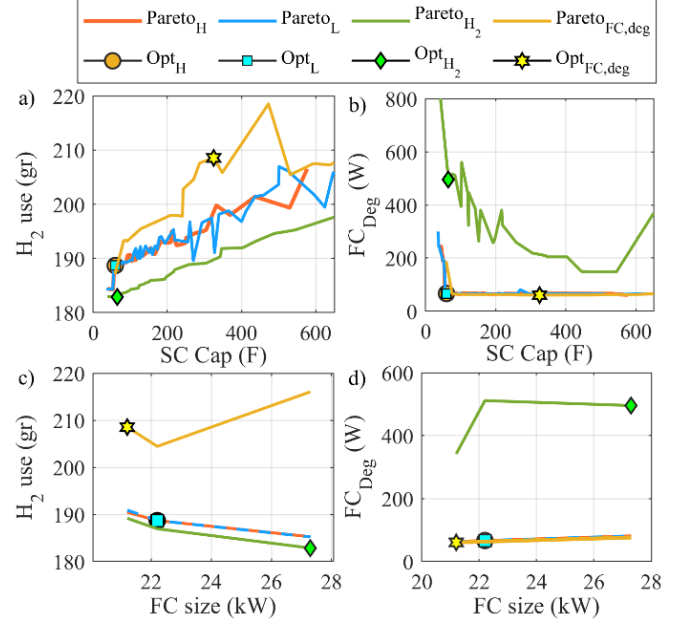 Pareto_H Pareto_L Pareto_H₂ Pareto_FC,deg
Opt_H Opt_L Opt_H₂ Opt_FC,deg
a)
220
210
200
190
180
H₂ use (gr)
0 200 400 600
SC Cap (F)
b)
800
600
400
200
0
FC_Deg (W)
0 200 400 600
SC Cap (F)
c)
220
210
200
190
180
H₂ use (gr)
22 24 26 28
FC size (kW)
d)
600
400
200
0
FC_Deg (W)
20 22 24 26 28
FC size (kW)